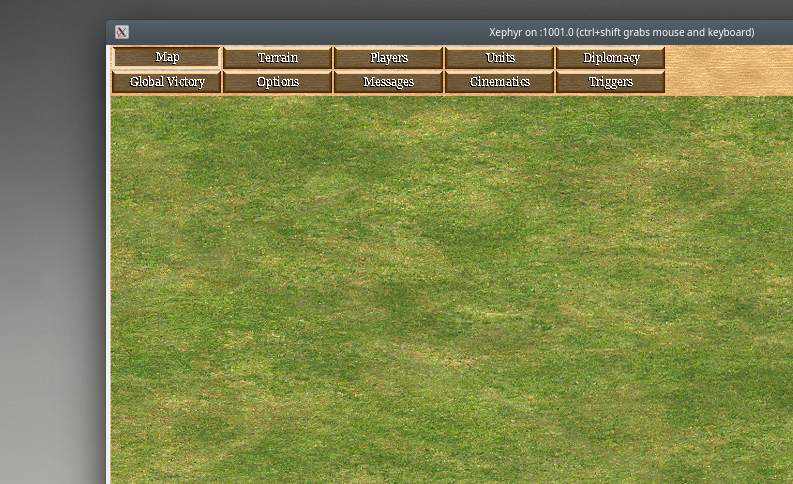 Xephyr on :1001.0 (ctrl+shift grabs mouse and keyboard)
Map Terrain Players Units Diplomacy
Global Victory Options Messages Cinematics Triggers